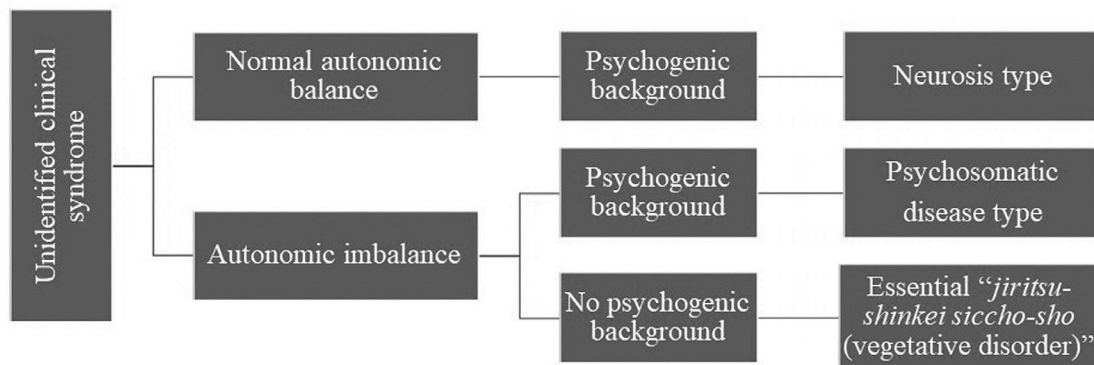 Unidentified clinical
syndrome
Normal autonomic
balance
Psychogenic
background
Neurosis type
Autonomic imbalance
Psychogenic
background
Psychosomatic
disease type
No psychogenic
background
Essential “jiritsu-
shinkei siccho-sho
(vegetative disorder)”